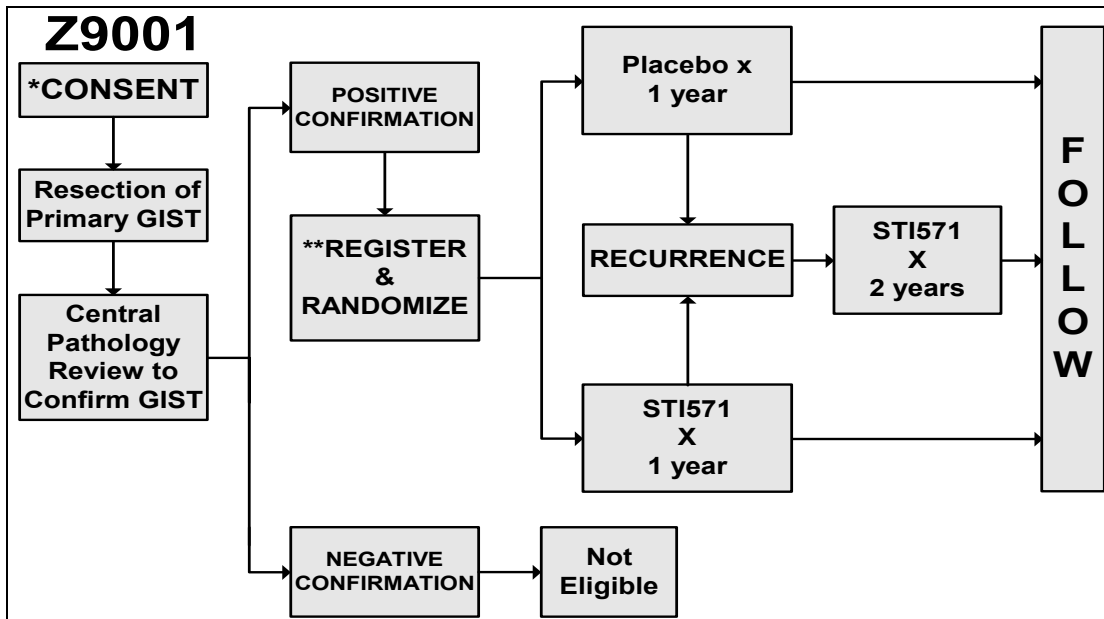 Z9001
*CONSENT
Resection of
Primary GIST
Central
Pathology
Review to
Confirm GIST
POSITIVE
CONFIRMATION
**REGISTER
&
RANDOMIZE
NEGATIVE
CONFIRMATION
Not
Eligible
Placebo x
1 year
RECURRENCE
STI571
X
1 year
STI571
X
2 years
F
O
L
L
O
W